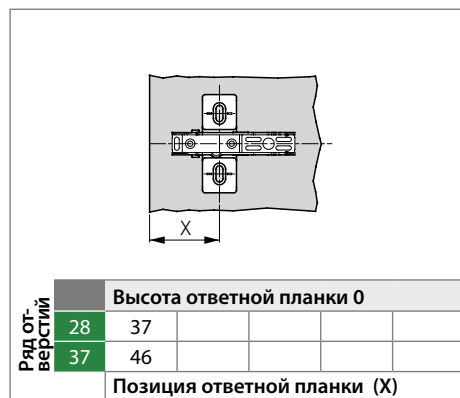 X
Высота ответной планки 0
Ряд от-
верстий
28 37
37 46
Позиция ответной планки (X)